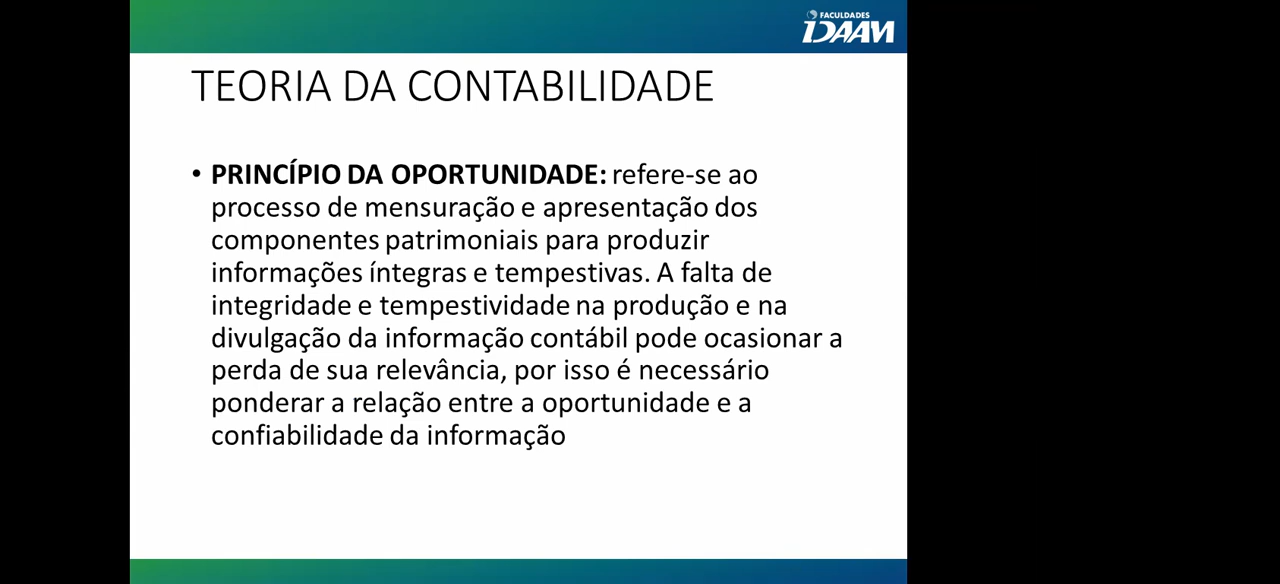 FACULDADES
IDAAM
TEORIA DA CONTABILIDADE
• PRINCÍPIO DA OPORTUNIDADE: refere-se ao
processo de mensuração e apresentação dos
componentes patrimoniais para produzir
informações íntegras e tempestivas. A falta de
integridade e tempestividade na produção e na
divulgação da informação contábil pode ocasionar a
perda de sua relevância, por isso é necessário
ponderar a relação entre a oportunidade e a
confiabilidade da informação